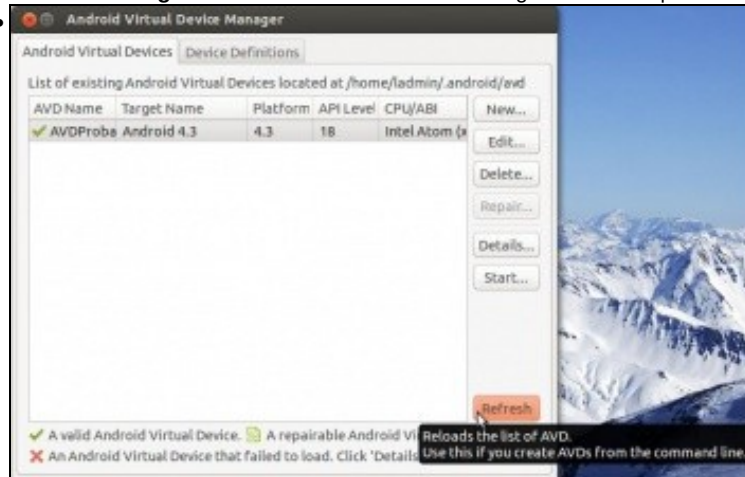 Android Virtual Device Manager
Android Virtual Devices Device Definitions
List of existing Android Virtual Devices located at /home/ladmin/.android/avd
AVD Name Target Name Platform API Level CPU/ABI
AVDProba Android 4.3 4.3 18 Intel Atom (x
New...
Edit...
Delete...
Repair...
Details...
Start...
Refresh
A valid Android Virtual Device. A repairable Android Vi
An Android Virtual Device that failed to load. Click 'Details
Reloads the list of AVD.
Use this if you create AVDs from the command line.